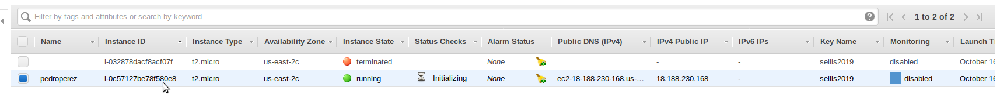 Filter by tags and attributes or search by keyword ? 1 to 2 of 2
Name Instance ID Instance Type Availability Zone Instance State Status Checks Alarm Status Public DNS (IPv4) IPv4 Public IP IPv6 IPs Key Name Monitoring Launch Ti
i-032878dacf8acf07f t2.micro us-east-2c terminated None - - seiiis2019 disabled October 16
pedroperez i-0c57127be78f580e8 t2.micro us-east-2c running Initializing None ec2-18-188-230-168.us-... 18.188.230.168 - seiiis2019 disabled October 16